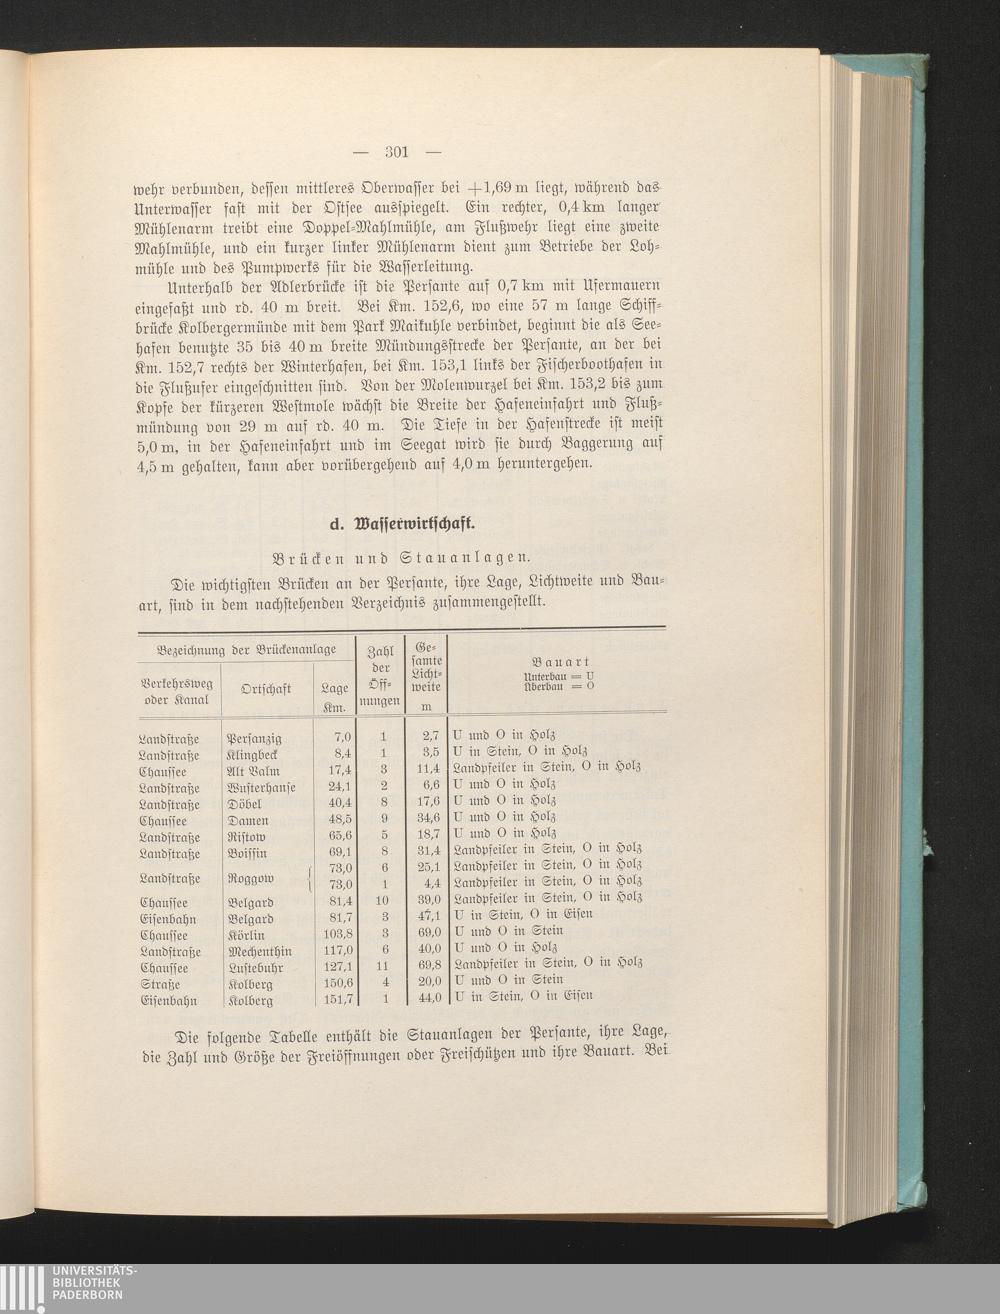 — 301 —
wehr verbunden, dessen mittleres Oberwasser bei +1,69 m liegt, während das
Unterwasser fast mit der Ostsee ausspiegelt. Ein rechter, 0,4 km langer
Mühlenarm treibt eine Doppel-Mahlmühle, am Flußwehr liegt eine zweite
Mahlmühle, und ein kurzer linker Mühlenarm dient zum Betriebe der Loh-
mühle und des Pumpwerks für die Wasserleitung.
Unterhalb der Adlerbrücke ist die Persante auf 0,7 km mit Ufermauern
eingefaßt und rd. 40 m breit. Bei Km. 152,6, wo eine 57 m lange Schiff-
brücke Kolbergermünde mit dem Park Maikuhle verbindet, beginnt die als See-
hafen benutzte 35 bis 40 m breite Mündungsstrecke der Persante, an der bei
Km. 152,7 rechts der Winterhafen, bei Km. 153,1 links der Fischerboothafen in
die Flußufer eingeschnitten sind. Von der Molenwurzel bei Km. 153,2 bis zum
Kopfe der kürzeren Westmole wächst die Breite der Hafeneinfahrt und Fluß-
mündung von 29 m auf rd. 40 m. Die Tiefe in der Hafenstrecke ist meist
5,0 m, in der Hafeneinfahrt und im Seegat wird sie durch Baggerung auf
4,5 m gehalten, kann aber vorübergehend auf 4,0 m heruntergehen.
d. Wasserwirtschaft.
Brücken und Stauanlagen.
Die wichtigsten Brücken an der Persante, ihre Lage, Lichtweite und Bau-
art, sind in dem nachstehenden Verzeichnis zusammengestellt.
Bezeichnung der Brückenanlage
Verkehrsweg
oder Kanal
Ortschaft
Lage
Km.
Zahl
der
Öff-
nungen
Ge-
samte
Licht-
weite
m
Bauart
Unterbau = U
Überbau = O
Landstraße Persanzig 7,0 1 2,7 U und O in Holz
Landstraße Klingbeck 8,4 1 3,5 U in Stein, O in Holz
Chaussee Alt Valm 17,4 3 11,4 Landpfeiler in Stein, O in Holz
Landstraße Wusterhanse 24,1 2 6,6 U und O in Holz
Landstraße Döbel 40,4 8 17,6 U und O in Holz
Chaussee Damen 48,5 9 34,6 U und O in Holz
Landstraße Ristow 65,6 5 18,7 U und O in Holz
Landstraße Boissin 69,1 8 31,4 Landpfeiler in Stein, O in Holz
Landstraße Roggow { 73,0 6 25,1 Landpfeiler in Stein, O in Holz
73,0 1 4,4 Landpfeiler in Stein, O in Holz
Chaussee Belgard 81,4 10 39,0 Landpfeiler in Stein, O in Holz
Eisenbahn Belgard 81,7 3 47,1 U in Stein, O in Eisen
Chaussee Körlin 103,8 3 69,0 U und O in Stein
Landstraße Mechenthin 117,0 6 40,0 U und O in Holz
Chaussee Lustebuhr 127,1 11 69,8 Landpfeiler in Stein, O in Holz
Straße Kolberg 150,6 4 20,0 U und O in Stein
Eisenbahn Kolberg 151,7 1 44,0 U in Stein, O in Eisen
Die folgende Tabelle enthält die Stauanlagen der Persante, ihre Lage,
die Zahl und Größe der Freiöffnungen oder Freischützen und ihre Bauart. Bei
UNIVERSITÄTS-
BIBLIOTHEK
PADERBORN